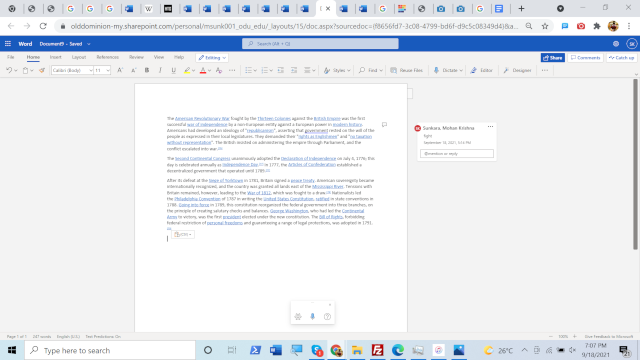 olddominion-my.sharepoint.com/personal/msunk001_odu_edu/_layouts/15/doc.aspx?sourcedoc={f8656fd7-3c08-4799-bd6f-d9c5c08349d4}&a...
Word Document9 - Saved
Search (Alt + Q)
File Home Insert Layout References Review View Help Editing
Share Comments Catch up
Calibri (Body) 11 Styles Find Reuse Files Dictate Editor Designer
The American Revolutionary War fought by the Thirteen Colonies against the British Empire was the first
successful war of independence by a non-European entity against a European power in modern history.
Americans had developed an ideology of "republicanism", asserting that government rested on the will of the
people as expressed in their local legislatures. They demanded their "rights as Englishmen" and "no taxation
without representation". The British insisted on administering the empire through Parliament, and the
conflict escalated into war.
The Second Continental Congress unanimously adopted the Declaration of Independence on July 4, 1776; this
day is celebrated annually as Independence Day. In 1777, the Articles of Confederation established a
decentralized government that operated until 1789.
After its defeat at the Siege of Yorktown in 1781, Britain signed a peace treaty. American sovereignty became
internationally recognized, and the country was granted all lands east of the Mississippi River. Tensions with
Britain remained, however, leading to the War of 1812, which was fought to a draw. Nationalists led
the Philadelphia Convention of 1787 in writing the United States Constitution, ratified in state conventions in
1788. Going into force in 1789, this constitution reorganized the federal government into three branches, on
the principle of creating salutary checks and balances. George Washington, who had led the Continental
Army to victory, was the first president elected under the new constitution. The Bill of Rights, forbidding
federal restriction of personal freedoms and guaranteeing a range of legal protections, was adopted in 1791.
(Ctrl)
Sunkara, Mohan Krishna
fight
September 18, 2021, 5:16 PM
@mention or reply
Page 1 of 1 247 words English (U.S.) Text Predictions: On
100% Give Feedback to Microsoft
Type here to search
26°C
7:07 PM
9/18/2021